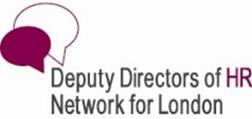 Deputy Directors of HR
Network for London